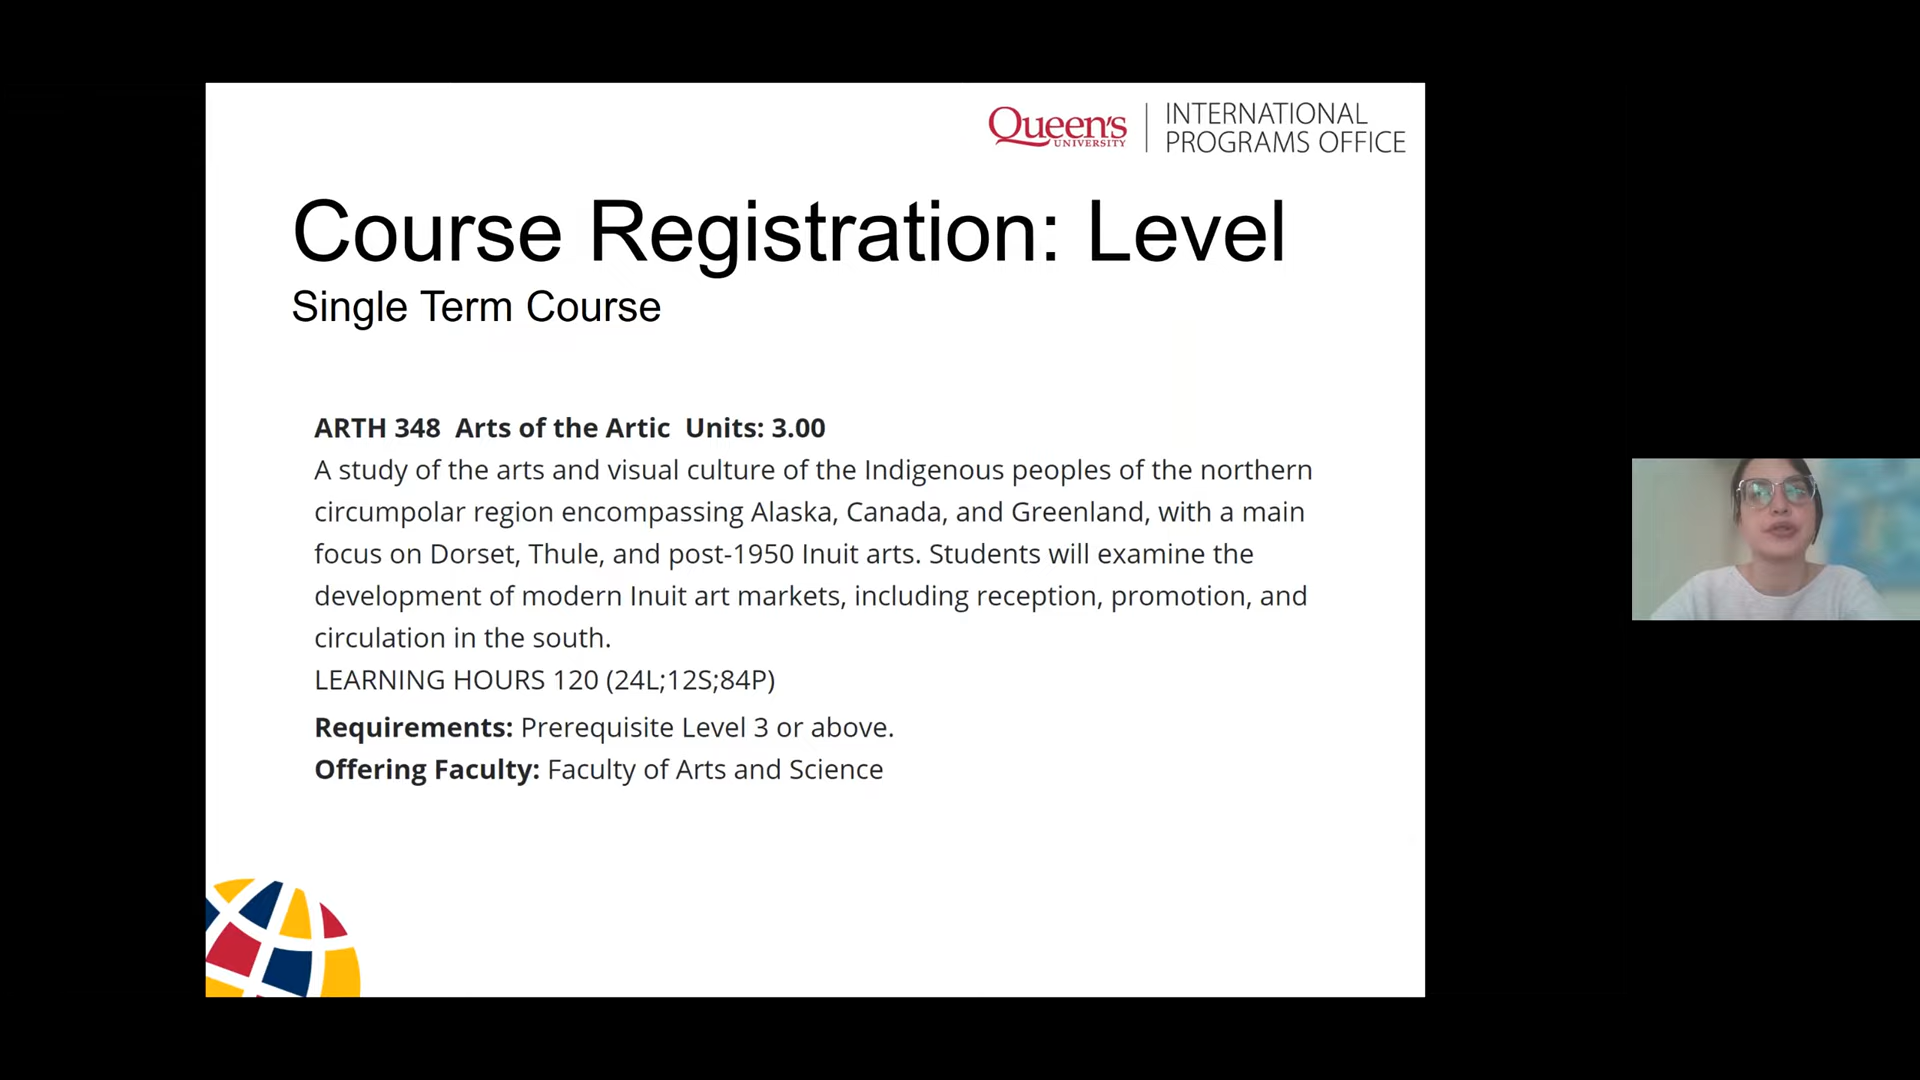 Queen's
UNIVERSITY
INTERNATIONAL
PROGRAMS OFFICE
Course Registration: Level
Single Term Course
ARTH 348 Arts of the Artic Units: 3.00
A study of the arts and visual culture of the Indigenous peoples of the northern
circumpolar region encompassing Alaska, Canada, and Greenland, with a main
focus on Dorset, Thule, and post-1950 Inuit arts. Students will examine the
development of modern Inuit art markets, including reception, promotion, and
circulation in the south.
LEARNING HOURS 120 (24L;12S;84P)
Requirements: Prerequisite Level 3 or above.
Offering Faculty: Faculty of Arts and Science